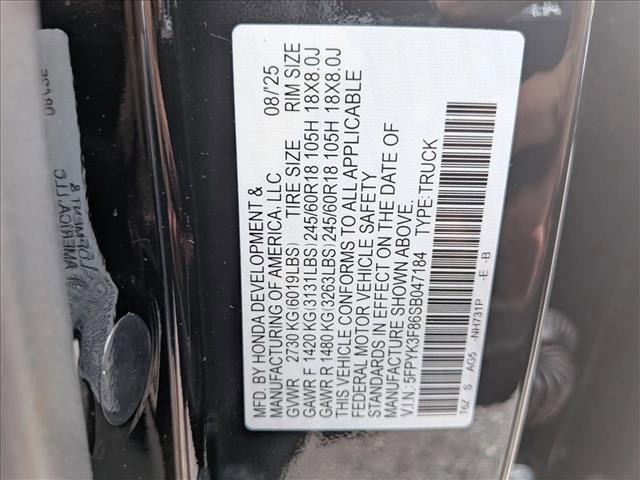 MFD. BY HONDA DEVELOPMENT &
MANUFACTURING OF AMERICA, LLC 08/'25
GVWR 2730 KG(6019LBS) TIRE SIZE RIM SIZE
GAWR F 1420 KG(3131LBS)245/60R18 105H 18X8.0J
GAWR R 1480 KG(3263LBS)245/60R18 105H 18X8.0J
THIS VEHICLE CONFORMS TO ALL APPLICABLE
FEDERAL MOTOR VEHICLE SAFETY
STANDARDS IN EFFECT ON THE DATE OF
MANUFACTURE SHOWN ABOVE.
V.I.N.: 5FPYK3F86SB047184 TYPE:TRUCK
T6Z S AG5 -NH731P -E -B
AMERICA, LLC